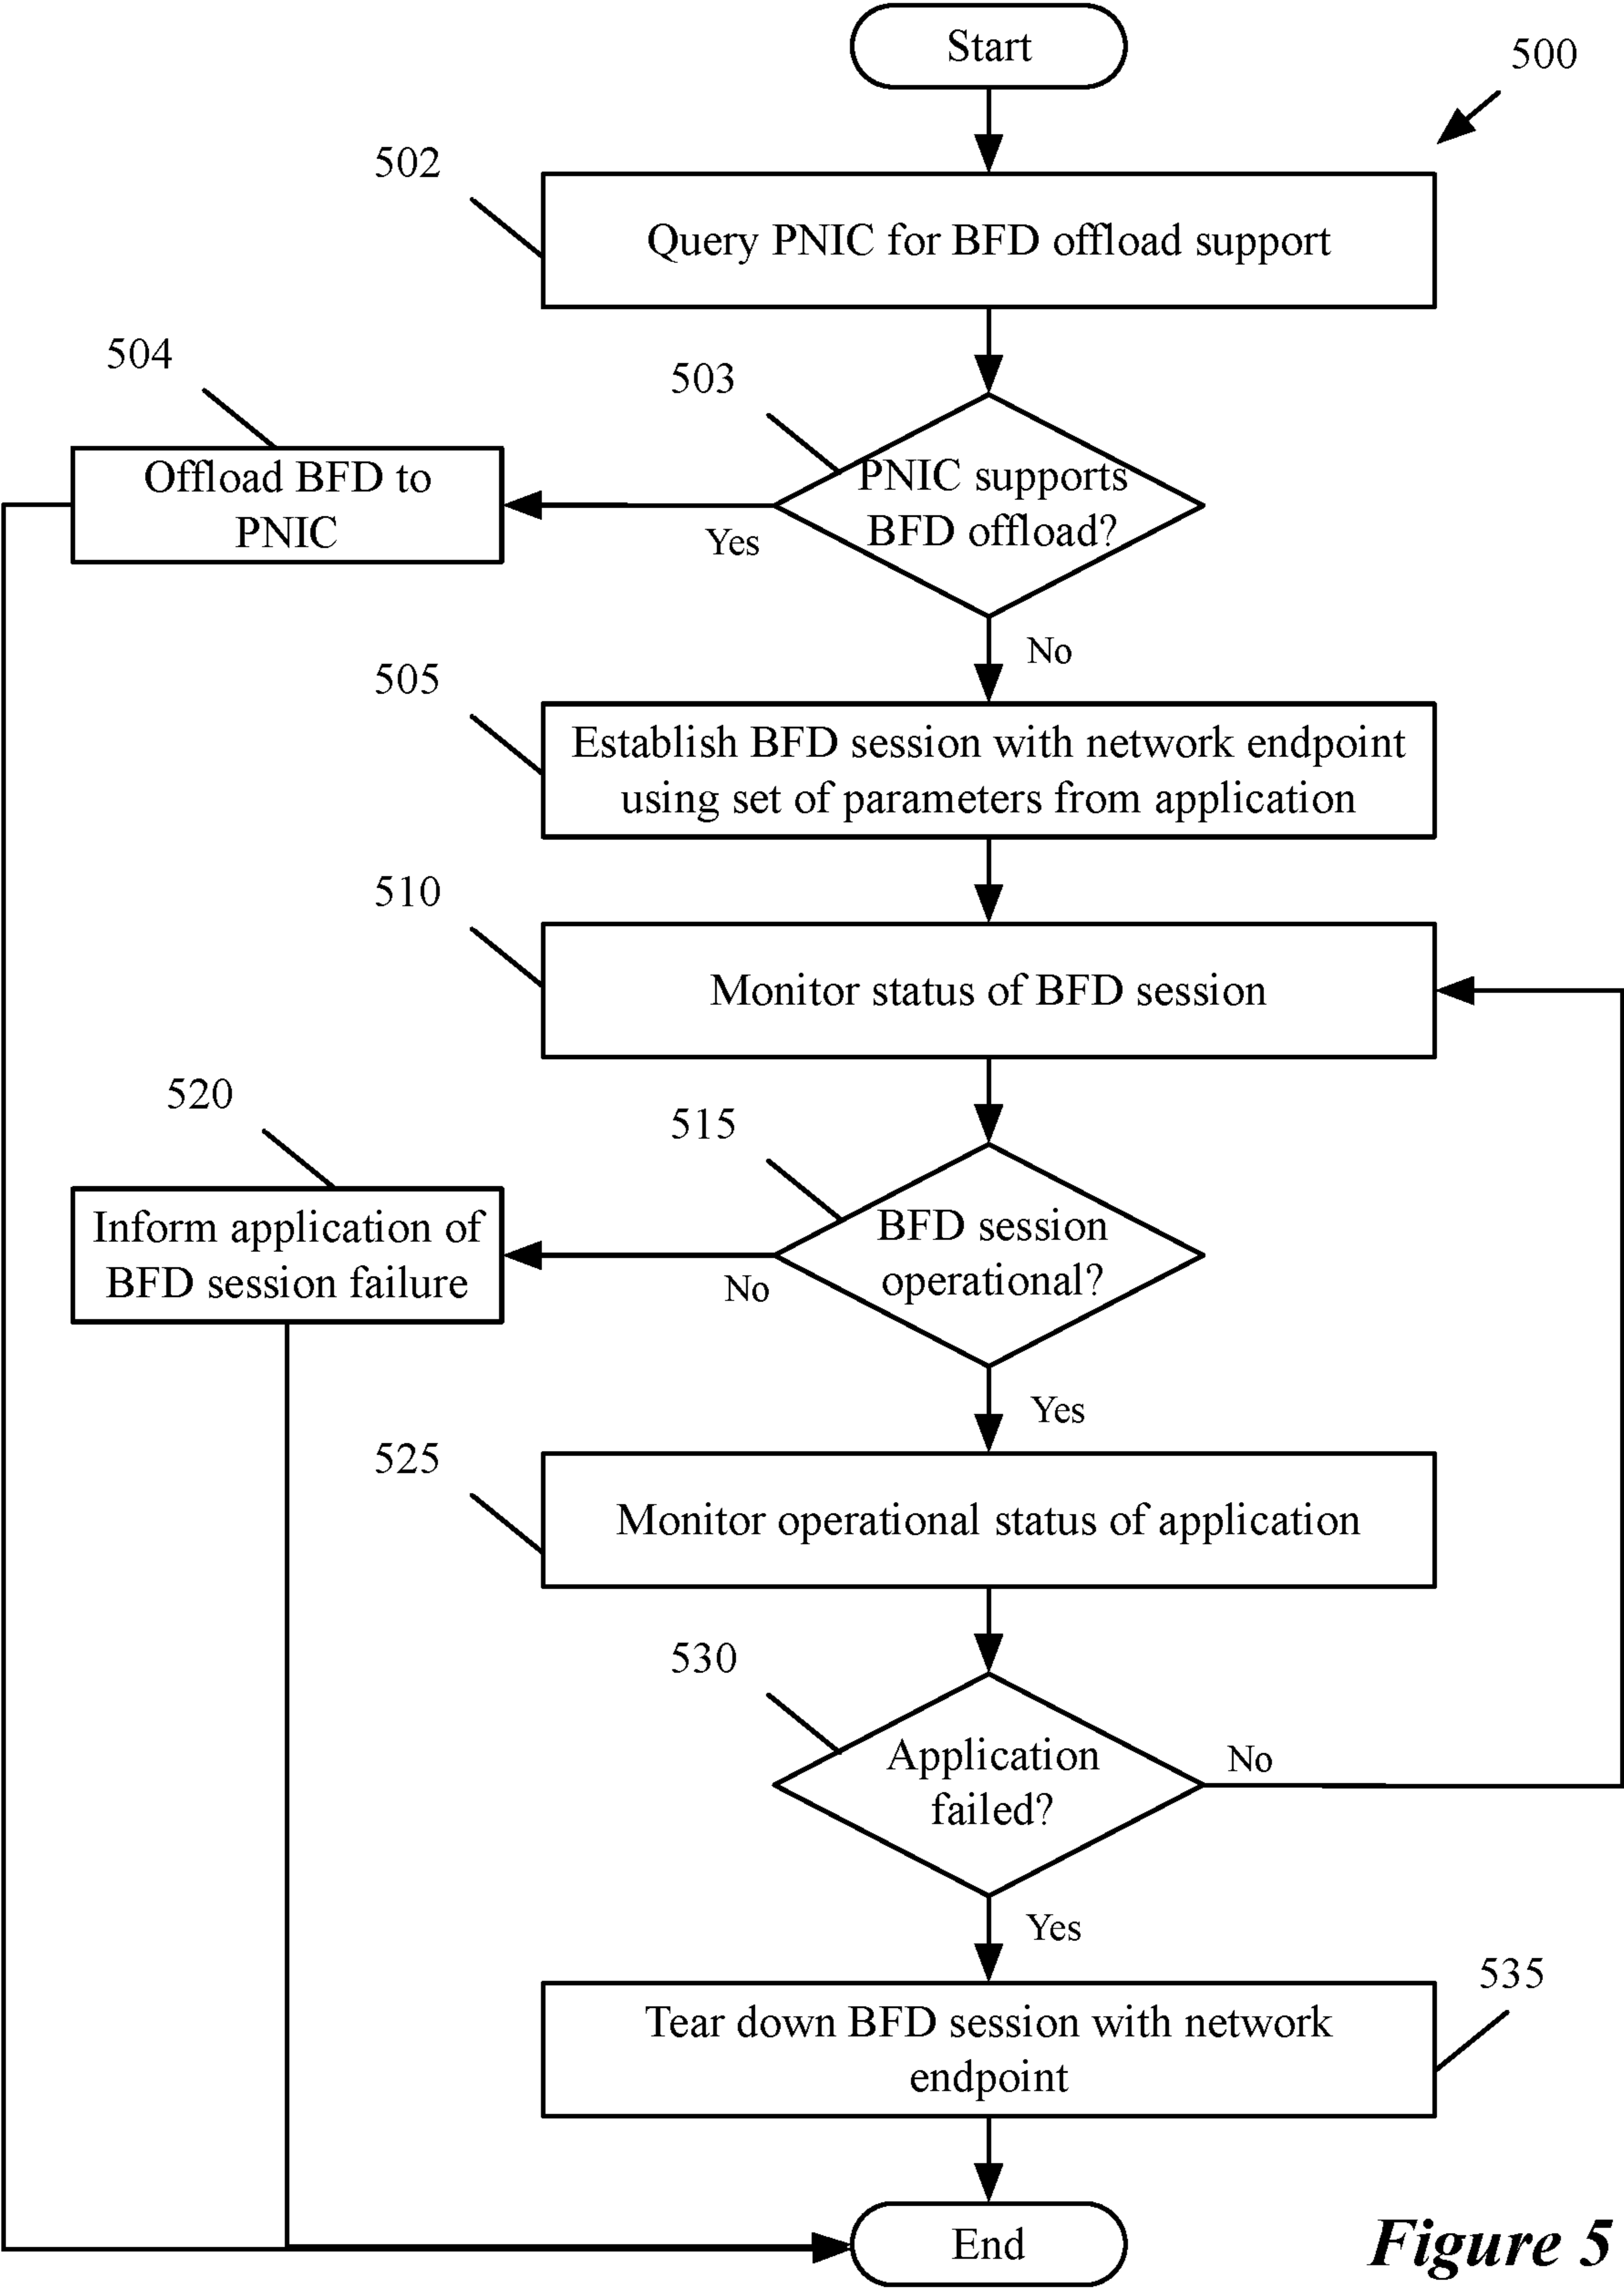 Start
500
502
Query PNIC for BFD offload support
504
503
Offload BFD to
PNIC
PNIC supports
BFD offload?
Yes
No
505
Establish BFD session with network endpoint
using set of parameters from application
510
Monitor status of BFD session
520
515
Inform application of
BFD session failure
BFD session
operational?
No
Yes
525
Monitor operational status of application
530
Application
failed?
No
Yes
535
Tear down BFD session with network
endpoint
End
Figure 5